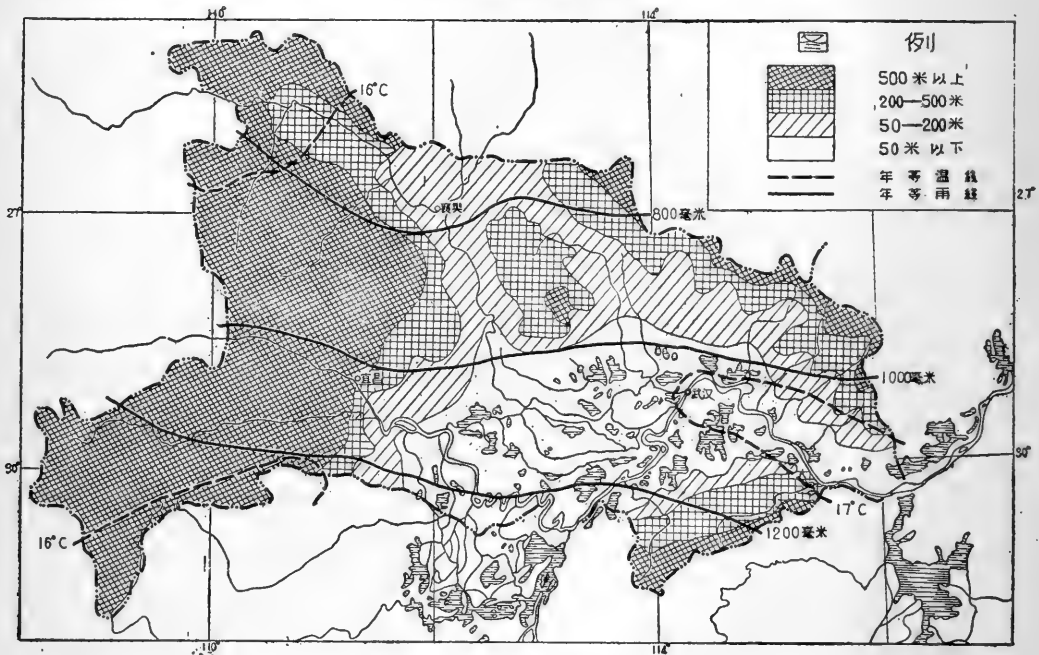 110°
114°
例
500米以上
200—500米
50—200米
50米以下
年等温线
年等雨线
16°C
27°
襄樊
800毫米
宜昌
武汉
1000毫米
30°
17°C
1200毫米
16°C
110°
114°